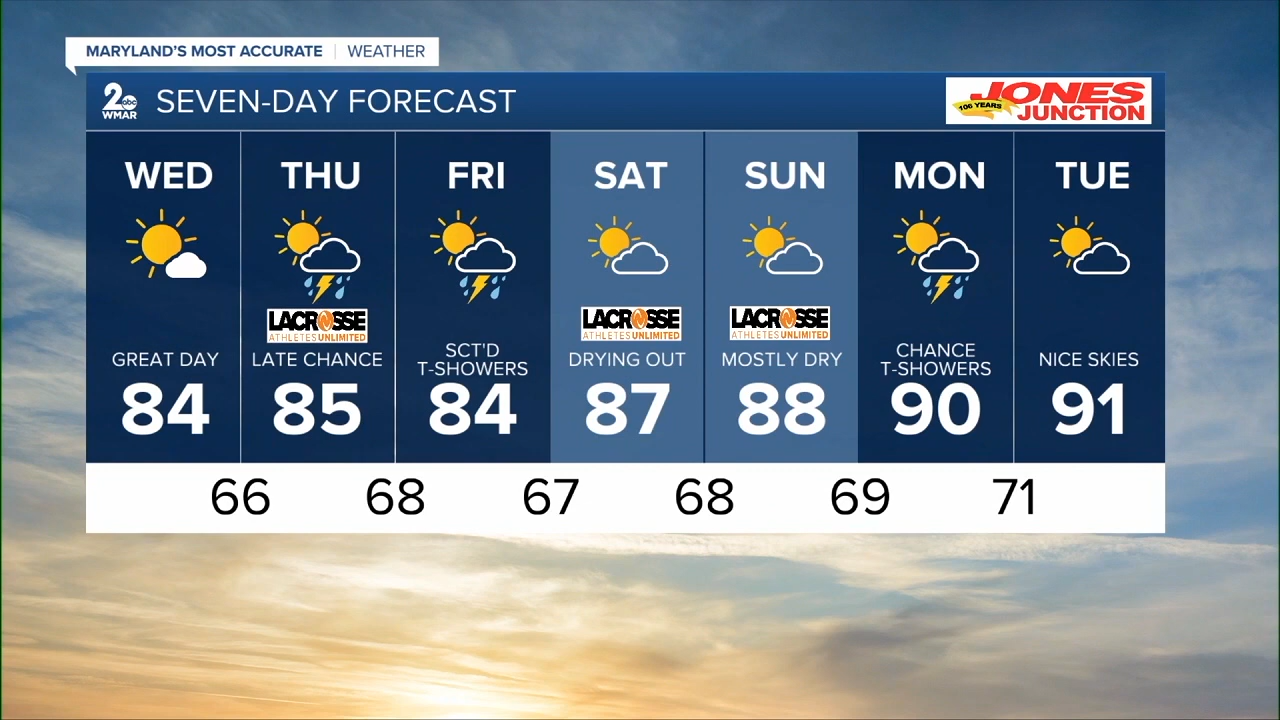 MARYLAND'S MOST ACCURATE | WEATHER
2 abc
WMAR
SEVEN-DAY FORECAST
JONES
106 YEARS
JUNCTION
WED THU FRI SAT SUN MON TUE
LACROSSE LACROSSE LACROSSE
ATHLETES UNLIMITED ATHLETES UNLIMITED ATHLETES UNLIMITED
GREAT DAY
LATE CHANCE
SCT'D
T-SHOWERS
DRYING OUT
MOSTLY DRY
CHANCE
T-SHOWERS
NICE SKIES
84 85 84 87 88 90 91
66 68 67 68 69 71